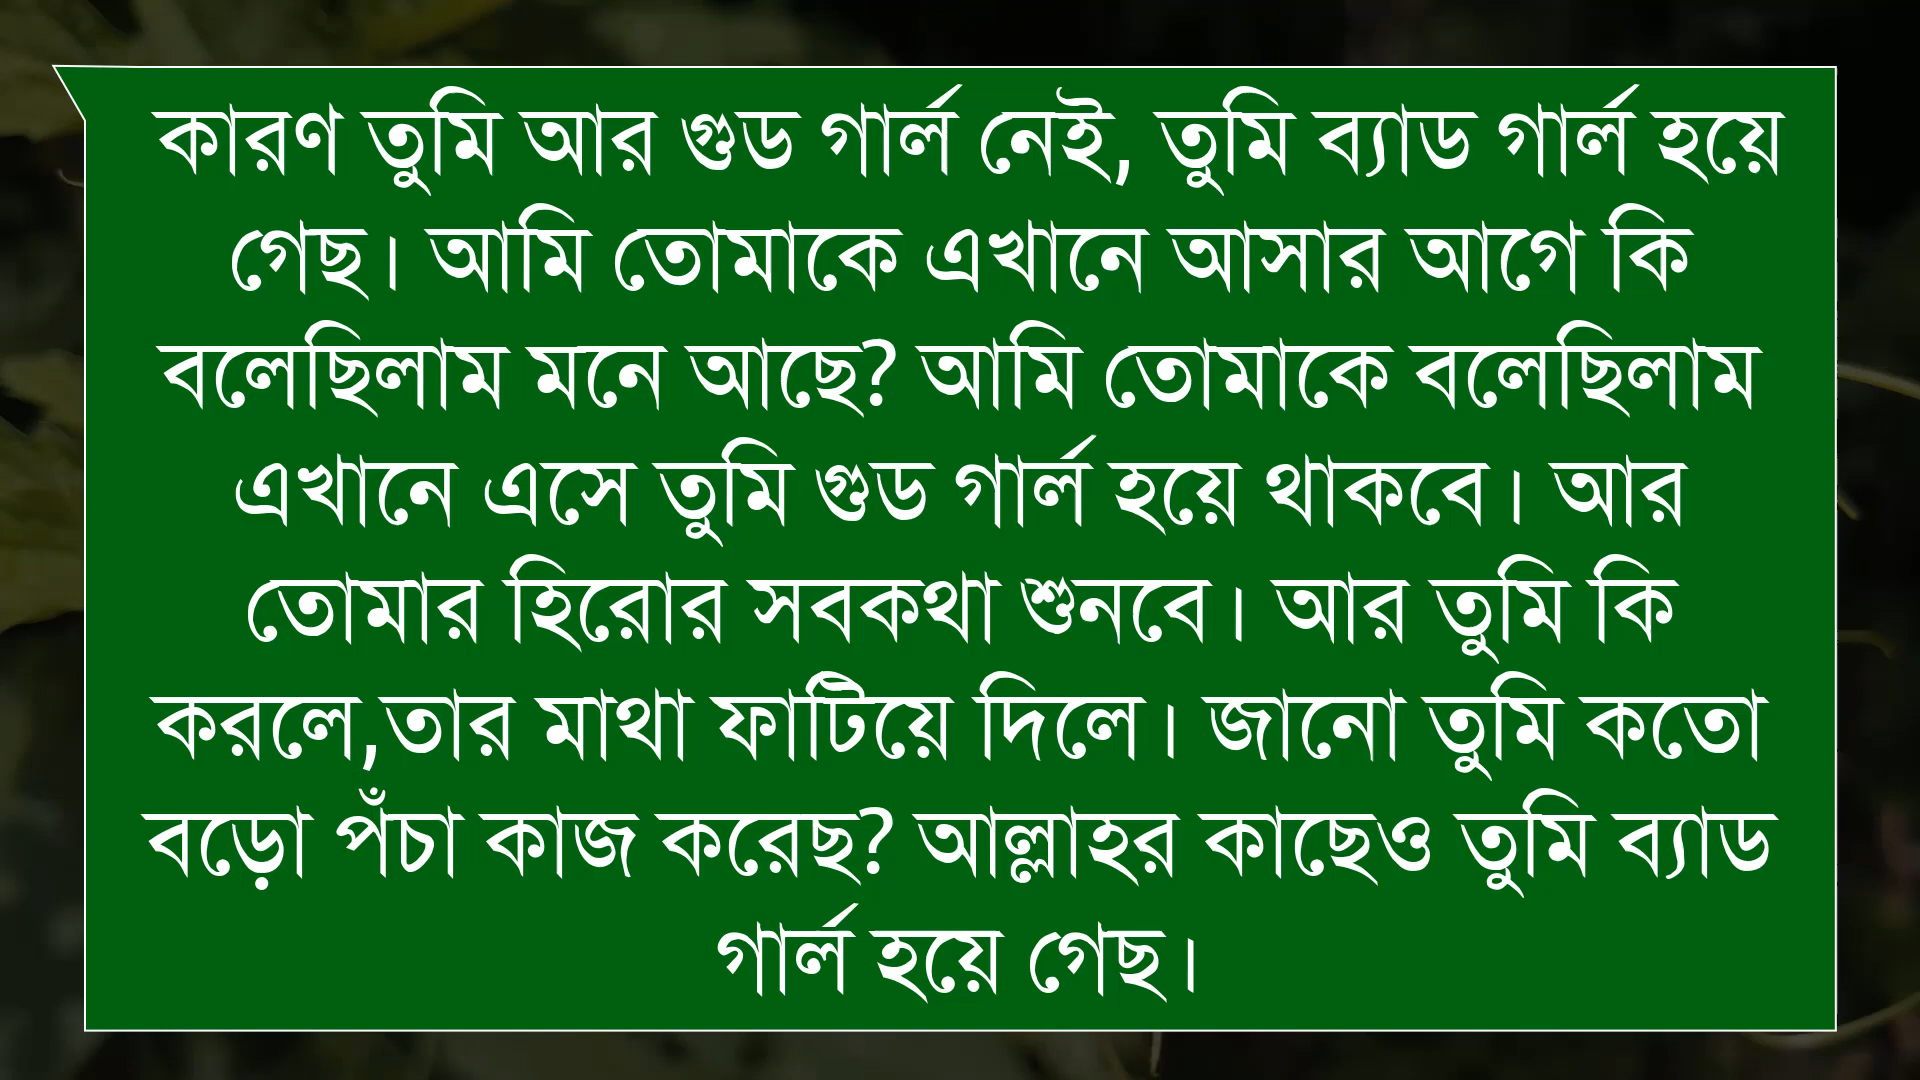 কারণ তুমি আর গুড গার্ল নেই, তুমি ব্যাড গার্ল হয়ে
গেছ। আমি তোমাকে এখানে আসার আগে কি
বলেছিলাম মনে আছে? আমি তোমাকে বলেছিলাম
এখানে এসে তুমি গুড গার্ল হয়ে থাকবে। আর
তোমার হিরোর সবকথা শুনবে। আর তুমি কি
করলে,তার মাথা ফাটিয়ে দিলে। জানো তুমি কতো
বড়ো পঁচা কাজ করেছ? আল্লাহর কাছেও তুমি ব্যাড
গার্ল হয়ে গেছ।